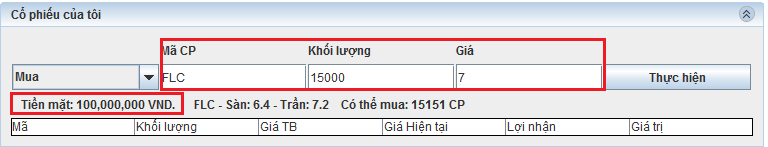 Cổ phiếu của tôi
Mã CP Khối lượng Giá
Mua FLC 15000 7 Thực hiện
Tiền mặt: 100,000,000 VND. FLC - Sàn: 6.4 - Trần: 7.2 Có thể mua: 15151 CP
Mã Khối lượng Giá TB Giá Hiện tại Lợi nhận Giá trị